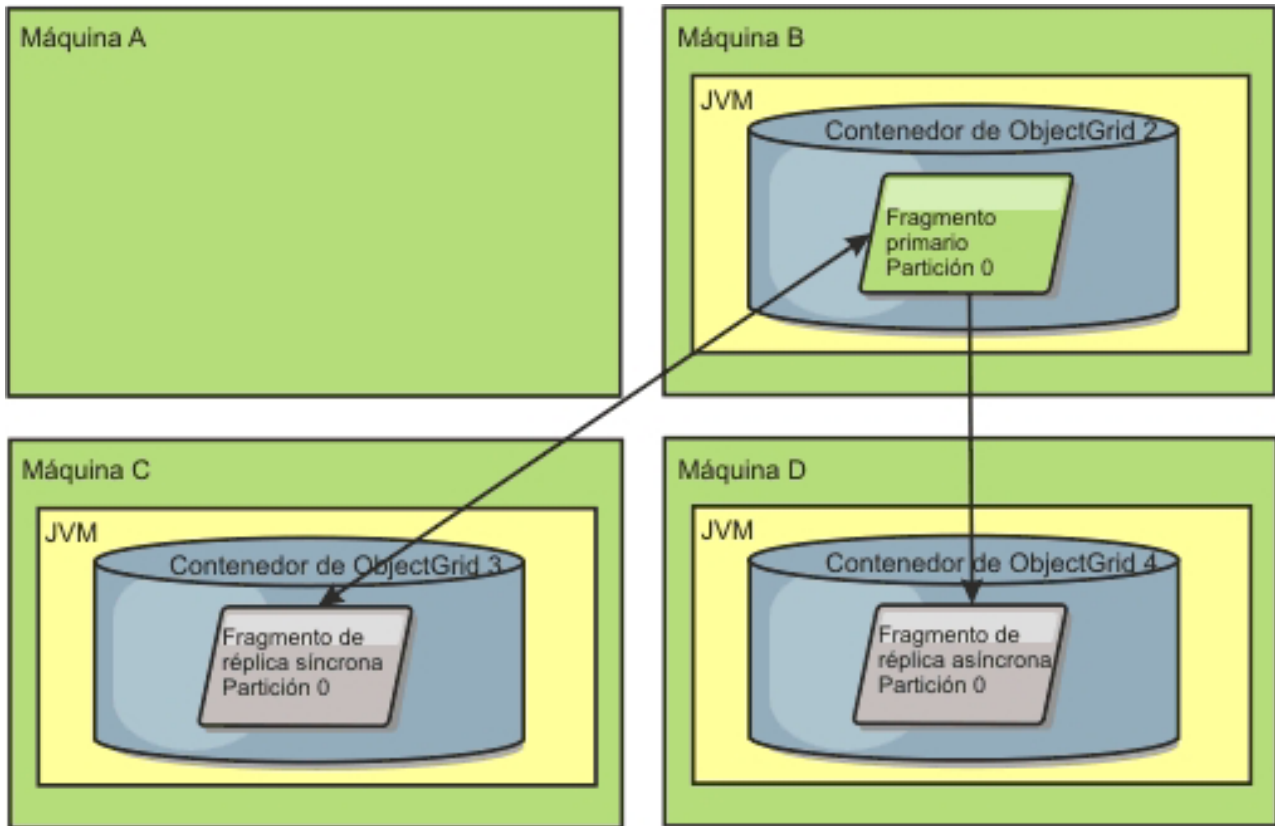 Máquina A
Máquina B
JVM
Contenedor de ObjectGrid 2
Fragmento
primario
Partición 0
Máquina C
JVM
Contenedor de ObjectGrid 3
Fragmento de
réplica síncrona
Partición 0
Máquina D
JVM
Contenedor de ObjectGrid 4
Fragmento de
réplica asíncrona
Partición 0